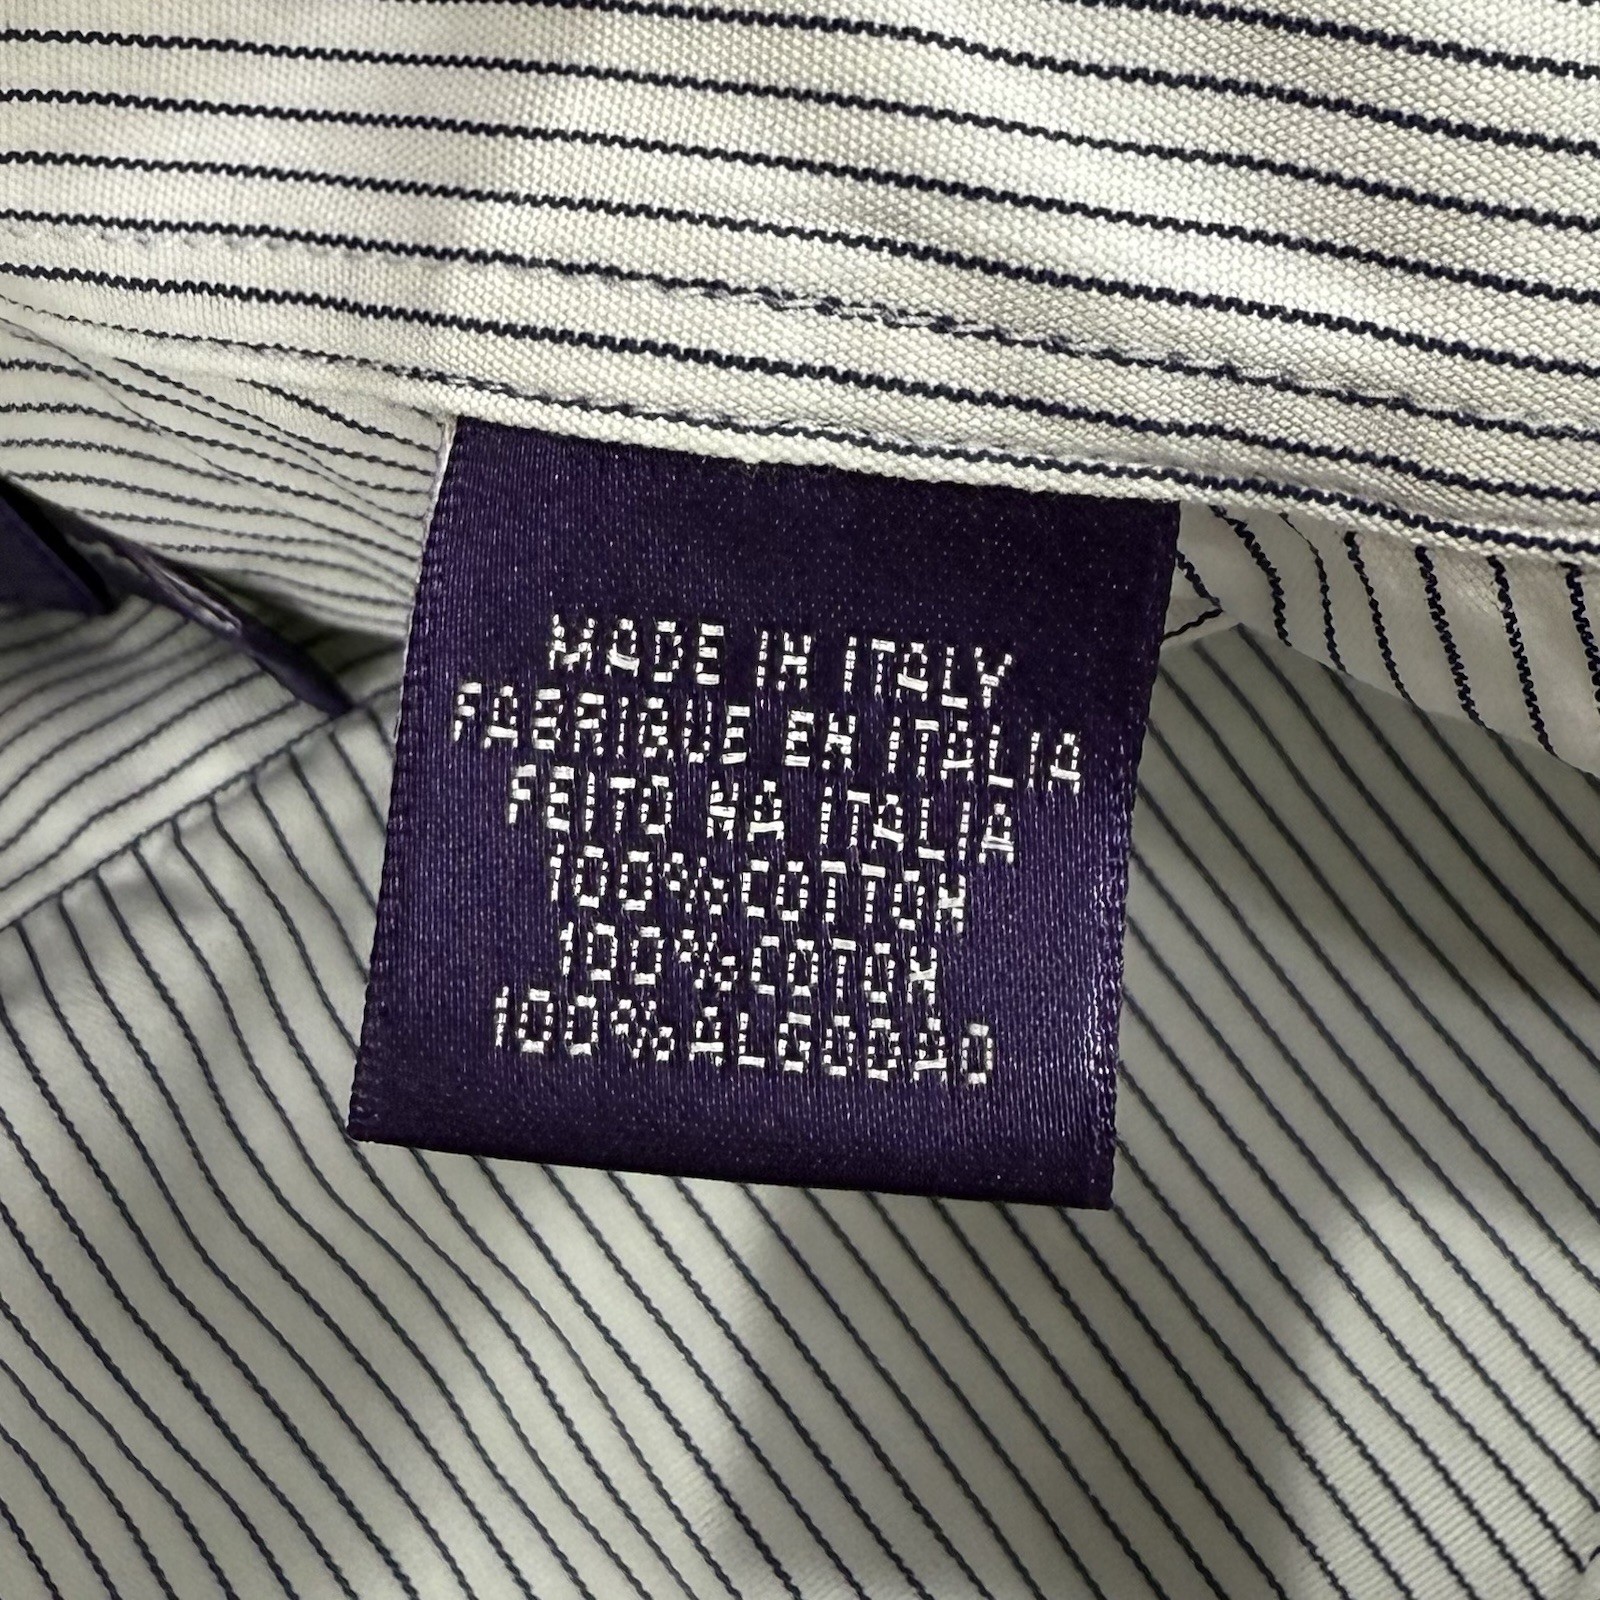 MADE IN ITALY
FABRIQUE EN ITALIA
FEITO NA ITALIA
100%COTTON
100%COTON
100%ALGODAO